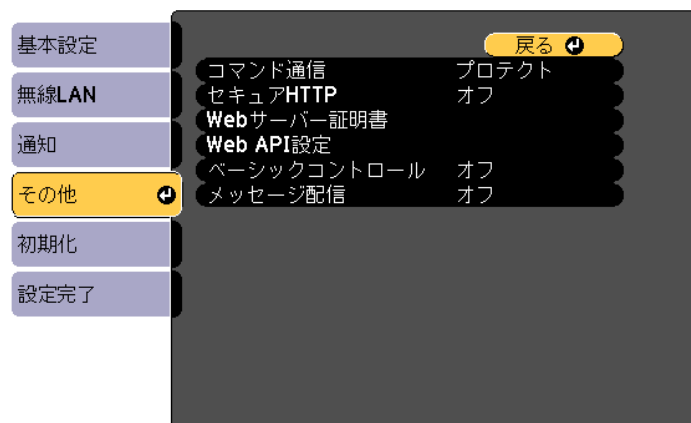 基本設定
無線LAN
通知
その他
初期化
設定完了
戻る
コマンド通信 プロテクト
セキュアHTTP オフ
Webサーバー証明書
Web API設定
ベーシックコントロール オフ
メッセージ配信 オフ